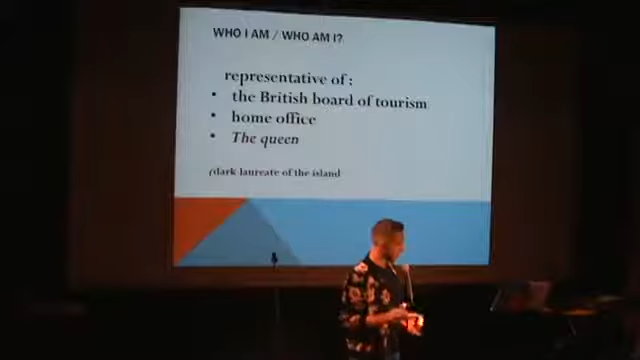 WHO I AM / WHO AM I?
representative of :
• the British board of tourism
• home office
• The queen
(dark laureate of the island